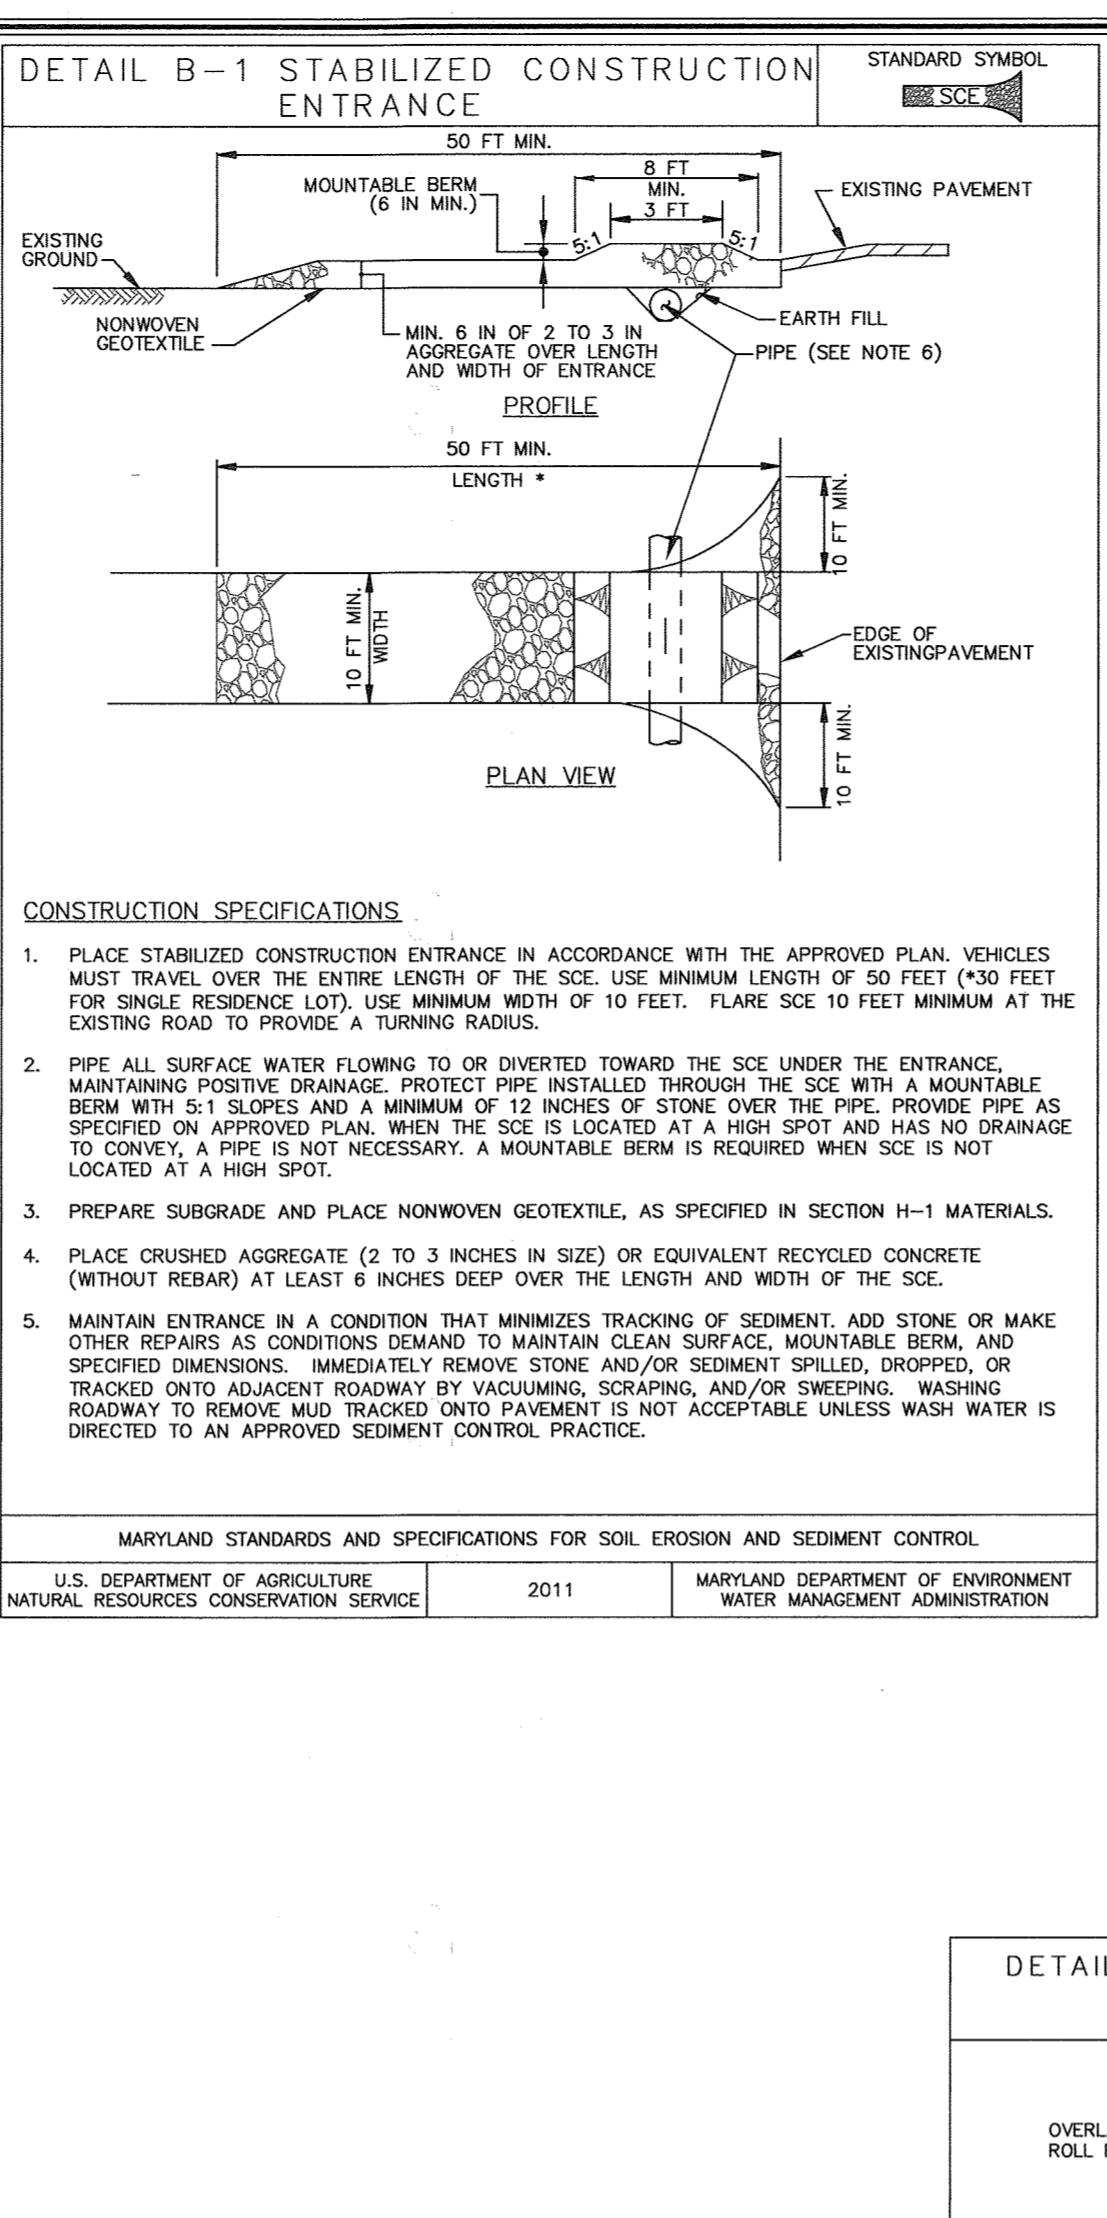 DETAIL B-1 STABILIZED CONSTRUCTION
ENTRANCE
STANDARD SYMBOL
SCE
50 FT MIN.
8 FT
MIN.
3 FT
MOUNTABLE BERM
(6 IN MIN.)
5:1
5:1
EXISTING PAVEMENT
EXISTING
GROUND
NONWOVEN
GEOTEXTILE
MIN. 6 IN OF 2 TO 3 IN
AGGREGATE OVER LENGTH
AND WIDTH OF ENTRANCE
EARTH FILL
PIPE (SEE NOTE 6)
PROFILE
50 FT MIN.
LENGTH *
10 FT MIN.
10 FT MIN.
WIDTH
EDGE OF
EXISTINGPAVEMENT
10 FT MIN.
PLAN VIEW
CONSTRUCTION SPECIFICATIONS
1. PLACE STABILIZED CONSTRUCTION ENTRANCE IN ACCORDANCE WITH THE APPROVED PLAN. VEHICLES
MUST TRAVEL OVER THE ENTIRE LENGTH OF THE SCE. USE MINIMUM LENGTH OF 50 FEET (*30 FEET
FOR SINGLE RESIDENCE LOT). USE MINIMUM WIDTH OF 10 FEET. FLARE SCE 10 FEET MINIMUM AT THE
EXISTING ROAD TO PROVIDE A TURNING RADIUS.
2. PIPE ALL SURFACE WATER FLOWING TO OR DIVERTED TOWARD THE SCE UNDER THE ENTRANCE,
MAINTAINING POSITIVE DRAINAGE. PROTECT PIPE INSTALLED THROUGH THE SCE WITH A MOUNTABLE
BERM WITH 5:1 SLOPES AND A MINIMUM OF 12 INCHES OF STONE OVER THE PIPE. PROVIDE PIPE AS
SPECIFIED ON APPROVED PLAN. WHEN THE SCE IS LOCATED AT A HIGH SPOT AND HAS NO DRAINAGE
TO CONVEY, A PIPE IS NOT NECESSARY. A MOUNTABLE BERM IS REQUIRED WHEN SCE IS NOT
LOCATED AT A HIGH SPOT.
3. PREPARE SUBGRADE AND PLACE NONWOVEN GEOTEXTILE, AS SPECIFIED IN SECTION H-1 MATERIALS.
4. PLACE CRUSHED AGGREGATE (2 TO 3 INCHES IN SIZE) OR EQUIVALENT RECYCLED CONCRETE
(WITHOUT REBAR) AT LEAST 6 INCHES DEEP OVER THE LENGTH AND WIDTH OF THE SCE.
5. MAINTAIN ENTRANCE IN A CONDITION THAT MINIMIZES TRACKING OF SEDIMENT. ADD STONE OR MAKE
OTHER REPAIRS AS CONDITIONS DEMAND TO MAINTAIN CLEAN SURFACE, MOUNTABLE BERM, AND
SPECIFIED DIMENSIONS. IMMEDIATELY REMOVE STONE AND/OR SEDIMENT SPILLED, DROPPED, OR
TRACKED ONTO ADJACENT ROADWAY BY VACUUMING, SCRAPING, AND/OR SWEEPING. WASHING
ROADWAY TO REMOVE MUD TRACKED ONTO PAVEMENT IS NOT ACCEPTABLE UNLESS WASH WATER IS
DIRECTED TO AN APPROVED SEDIMENT CONTROL PRACTICE.
MARYLAND STANDARDS AND SPECIFICATIONS FOR SOIL EROSION AND SEDIMENT CONTROL
U.S. DEPARTMENT OF AGRICULTURE
NATURAL RESOURCES CONSERVATION SERVICE
2011
MARYLAND DEPARTMENT OF ENVIRONMENT
WATER MANAGEMENT ADMINISTRATION
DETAIL
ROLL